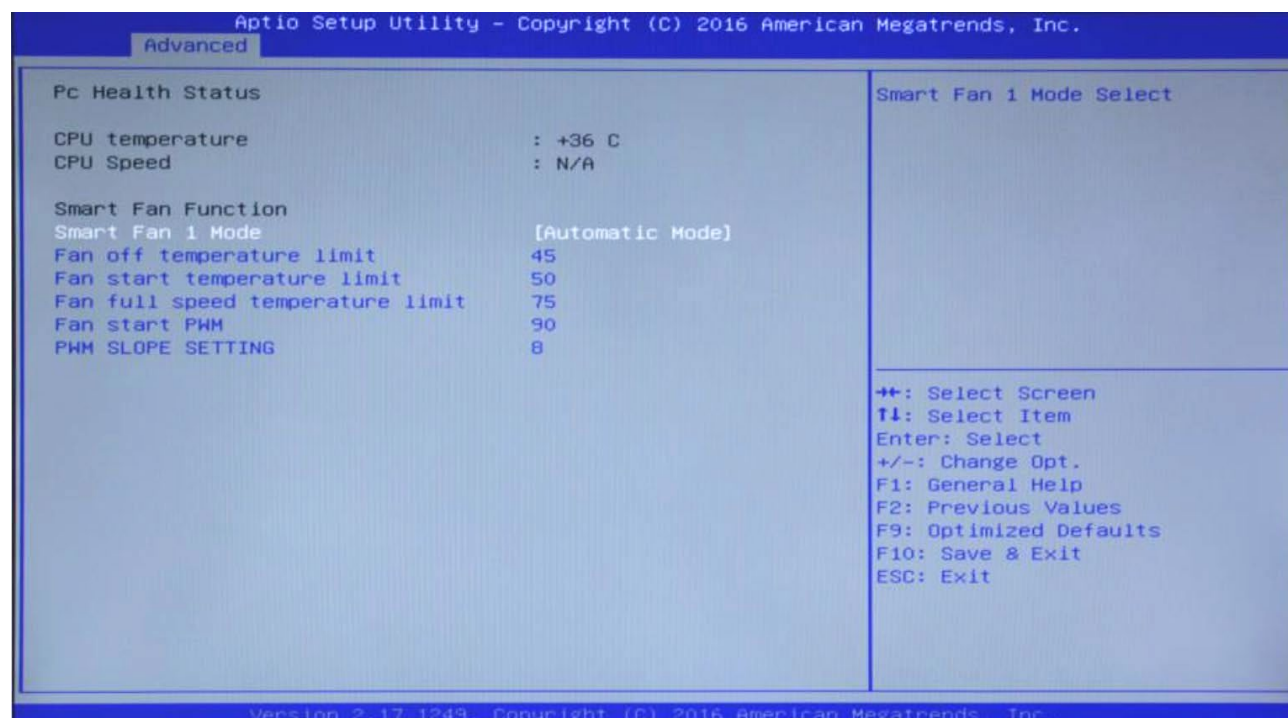 Aptio Setup Utility – Copyright (C) 2016 American Megatrends, Inc.
Advanced
Pc Health Status
CPU temperature : +36 C
CPU Speed : N/A
Smart Fan Function
Smart Fan 1 Mode [Automatic Mode]
Fan off temperature limit 45
Fan start temperature limit 50
Fan full speed temperature limit 75
Fan start PWM 90
PWM SLOPE SETTING 8
Smart Fan 1 Mode Select
→←: Select Screen
↑↓: Select Item
Enter: Select
+/-: Change Opt.
F1: General Help
F2: Previous Values
F9: Optimized Defaults
F10: Save & Exit
ESC: Exit
Version 2.17.1249. Copyright (C) 2016 American Megatrends, Inc.